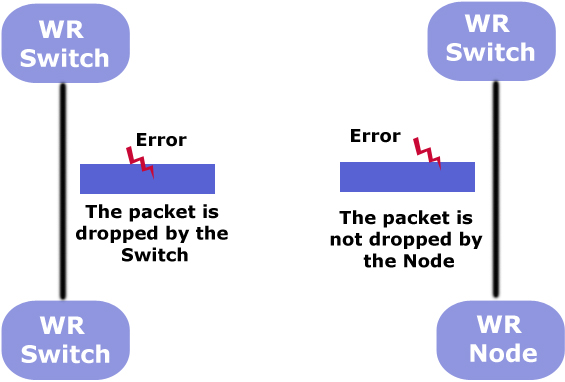 WR
Switch
Error
The packet is
dropped by the
Switch
WR
Switch
WR
Switch
Error
The packet is
not dropped by
the Node
WR
Node